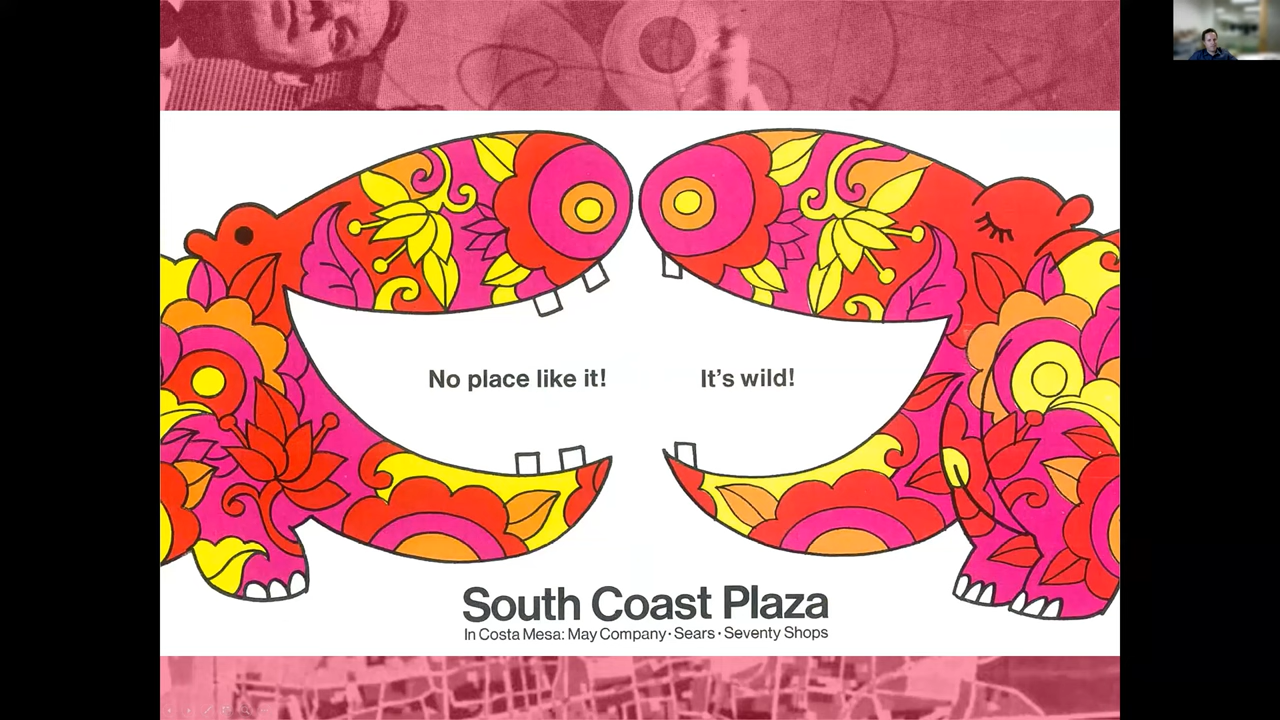 No place like it!
It's wild!
South Coast Plaza
In Costa Mesa: May Company · Sears · Seventy Shops